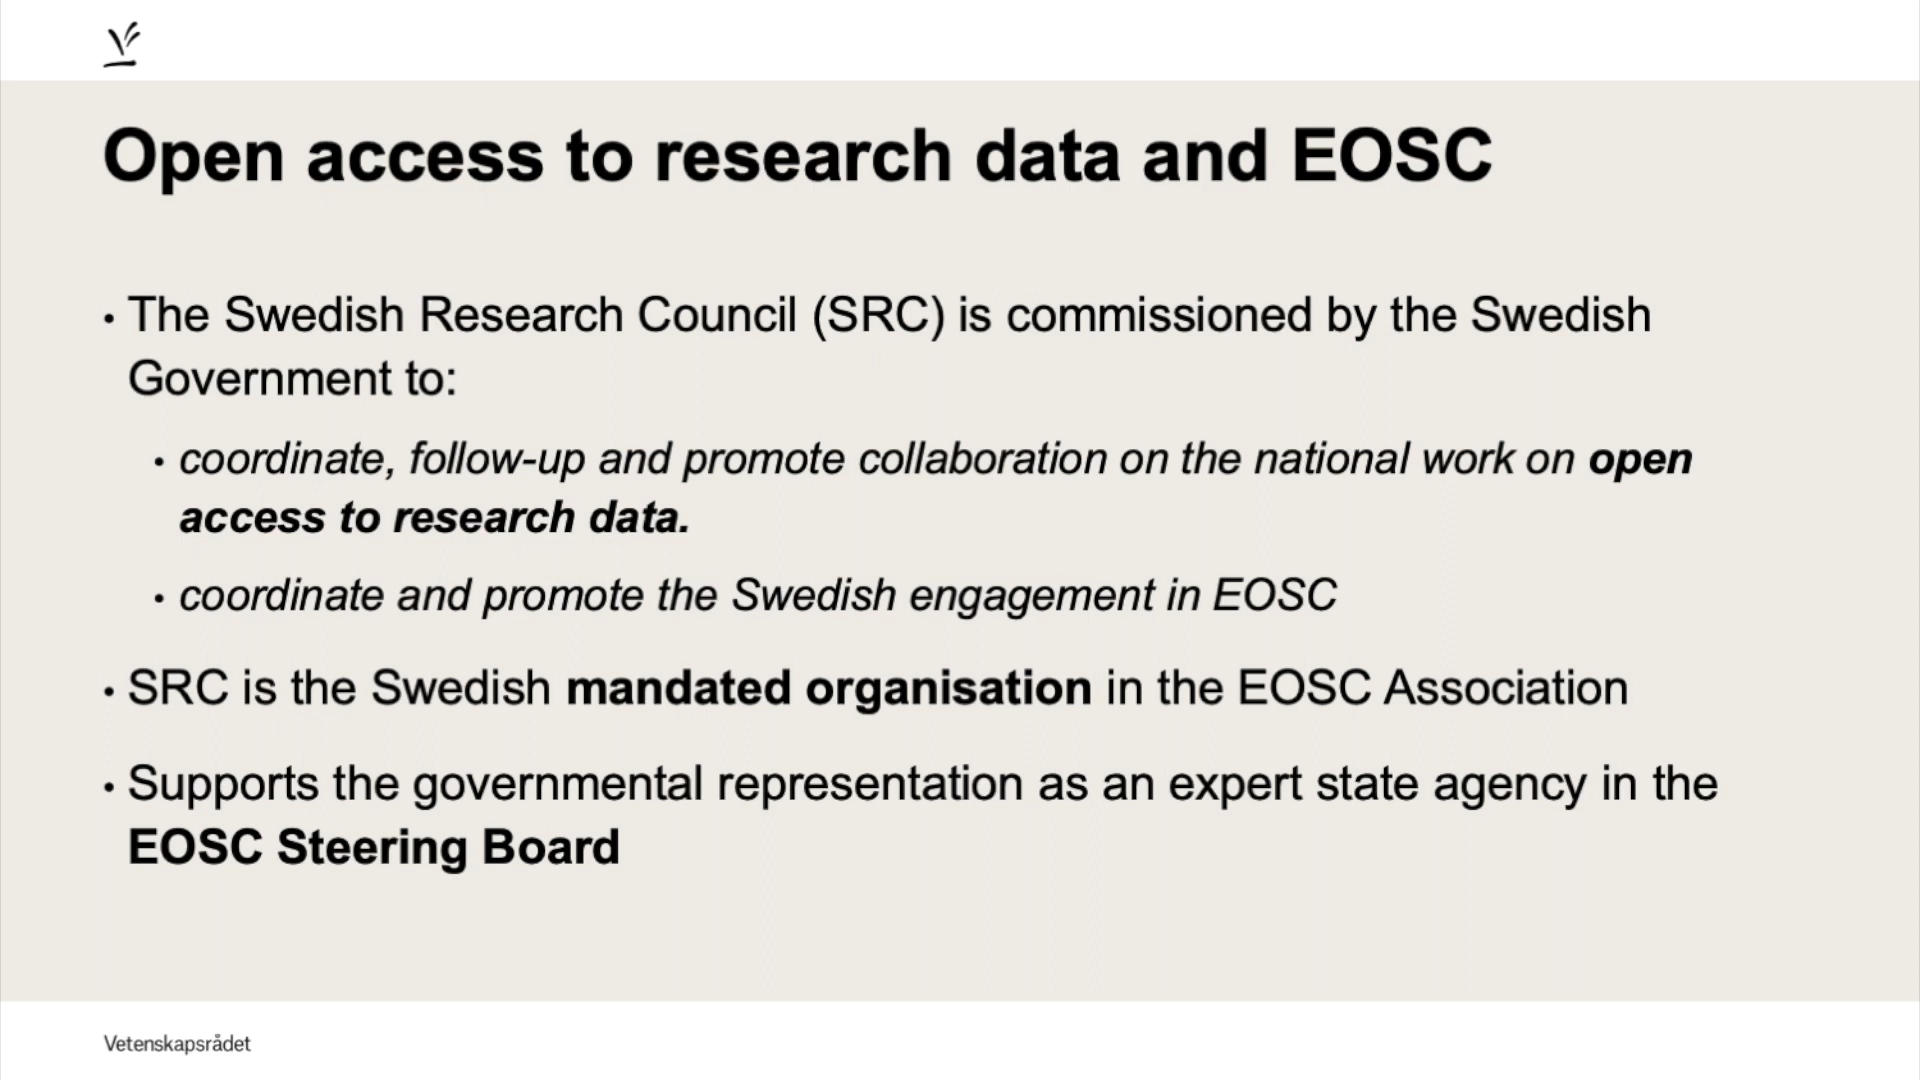 Open access to research data and EOSC
• The Swedish Research Council (SRC) is commissioned by the Swedish
Government to:
• coordinate, follow-up and promote collaboration on the national work on open
access to research data.
• coordinate and promote the Swedish engagement in EOSC
• SRC is the Swedish mandated organisation in the EOSC Association
• Supports the governmental representation as an expert state agency in the
EOSC Steering Board
Vetenskapsrådet